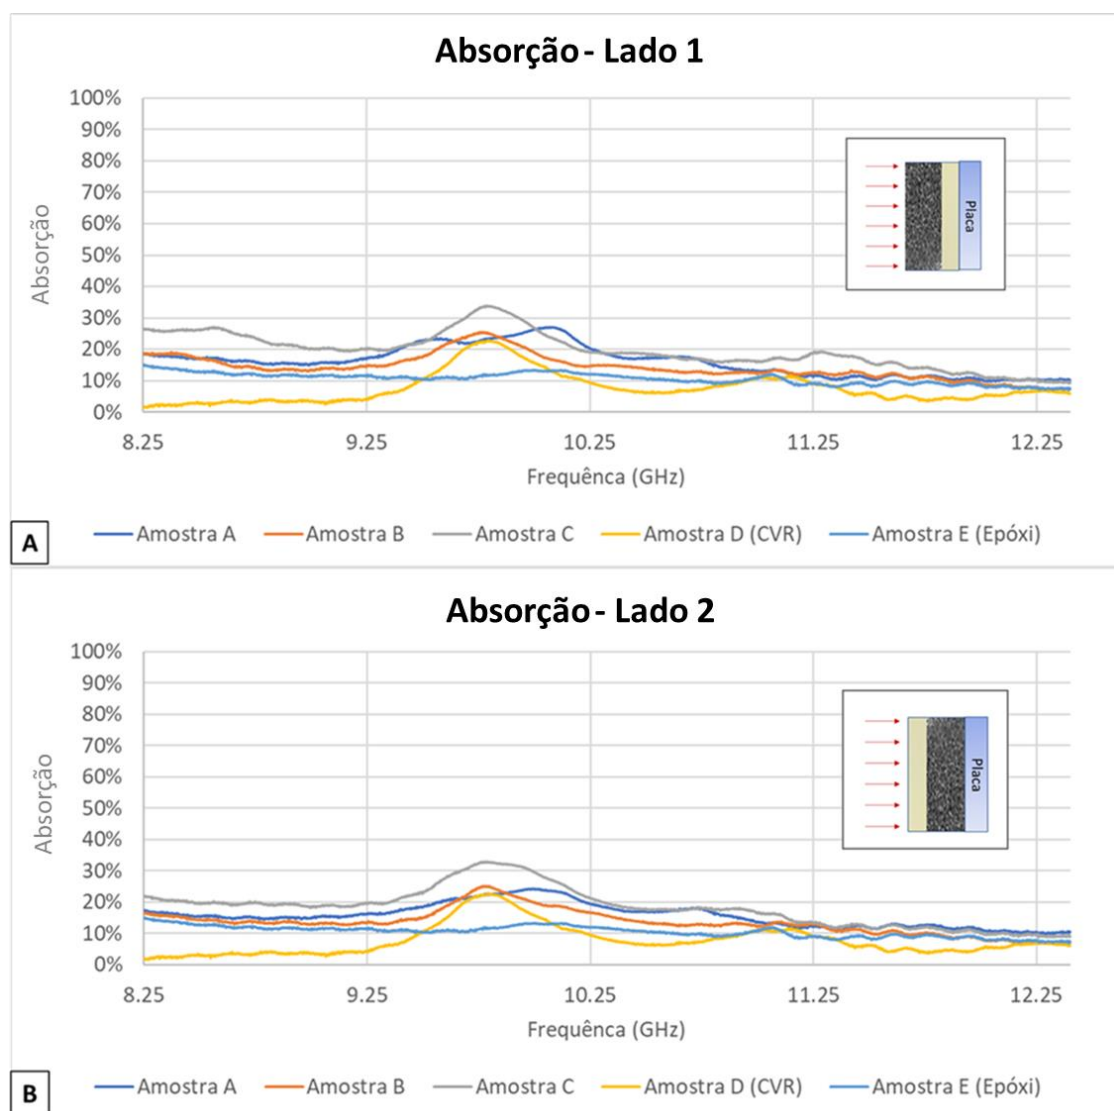 Absorção - Lado 1
100%
90%
80%
70%
60%
50%
40%
30%
20%
10%
0%
Absorção
8.25 9.25 10.25 11.25 12.25
Frequênca (GHz)
Placa
A
Amostra A Amostra B Amostra C Amostra D (CVR) Amostra E (Epóxi)
Absorção - Lado 2
100%
90%
80%
70%
60%
50%
40%
30%
20%
10%
0%
Absorção
8.25 9.25 10.25 11.25 12.25
Frequênca (GHz)
Placa
B
Amostra A Amostra B Amostra C Amostra D (CVR) Amostra E (Epóxi)